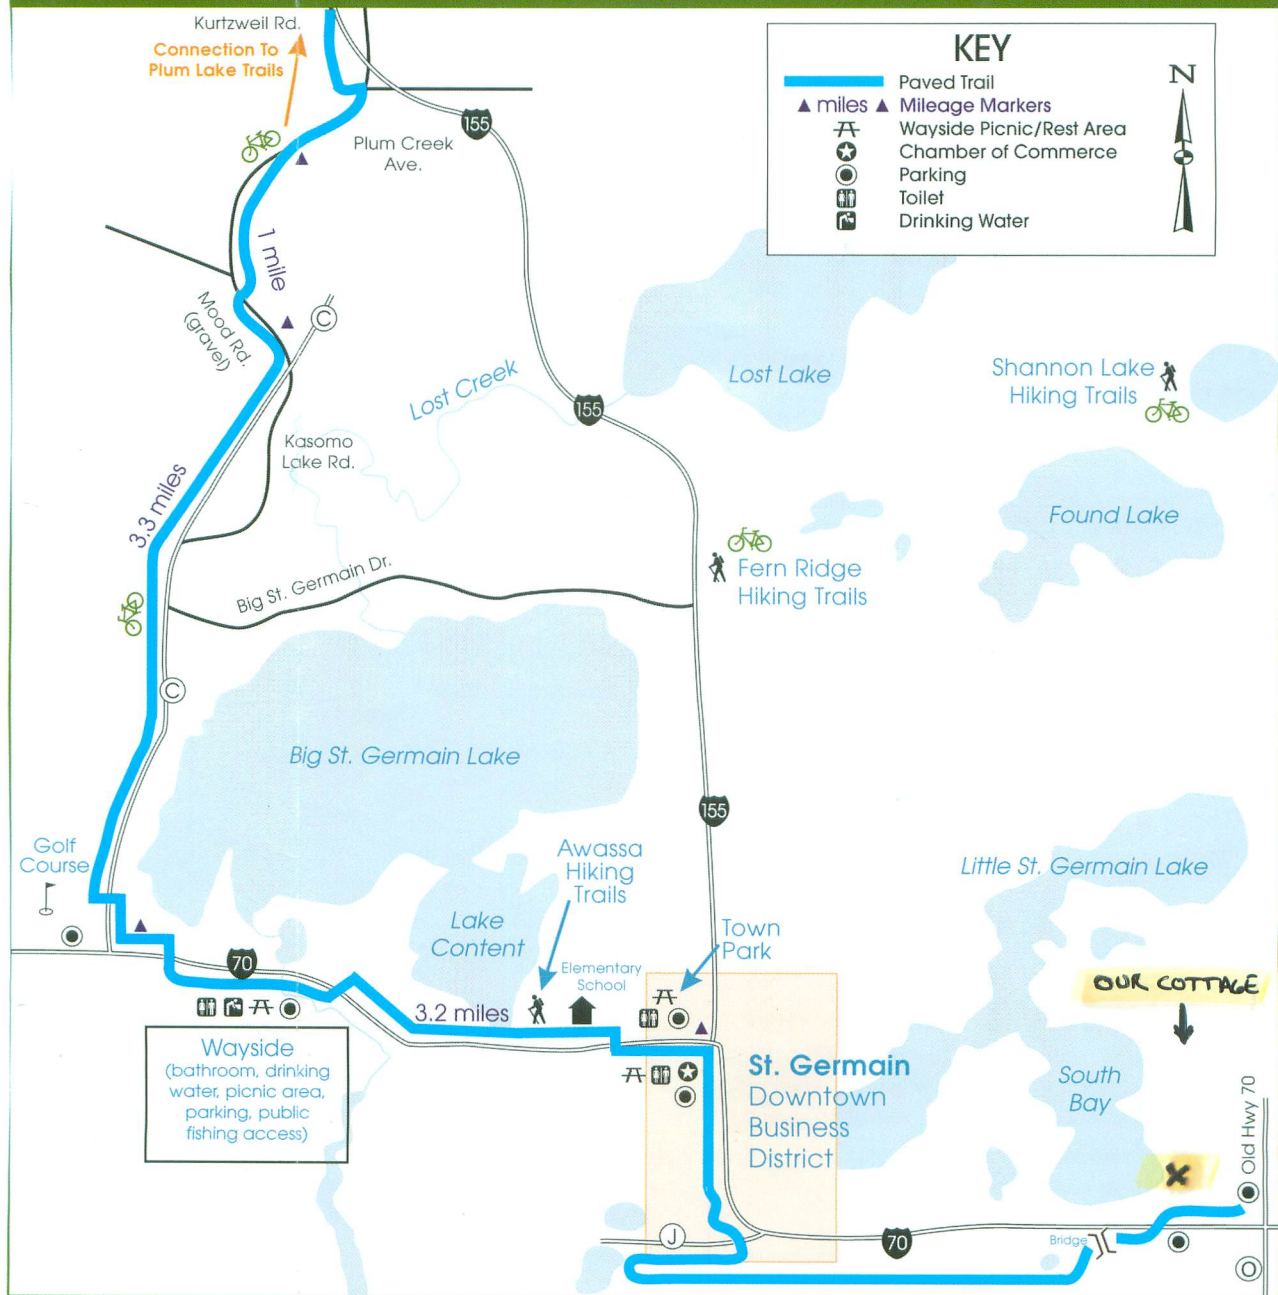 Kurtzweil Rd.
Connection To
Plum Lake Trails
KEY
Paved Trail
miles Mileage Markers
Wayside Picnic/Rest Area
Chamber of Commerce
Parking
Toilet
Drinking Water
N
155
Plum Creek
Ave.
1 mile
Mood Rd.
(gravel)
C
Lost Creek
Lost Lake
155
Shannon Lake
Hiking Trails
Kasomo
Lake Rd.
3.3 miles
Found Lake
Fern Ridge
Hiking Trails
Big St. Germain Dr.
C
Big St. Germain Lake
155
Golf
Course
Awassa
Hiking
Trails
Little St. Germain Lake
Lake
Content
Town
Park
70
Elementary
School
OUR COTTAGE
3.2 miles
Wayside
(bathroom, drinking
water, picnic area,
parking, public
fishing access)
St. Germain
Downtown
Business
District
South
Bay
Old Hwy 70
X
J
70
Bridge
O